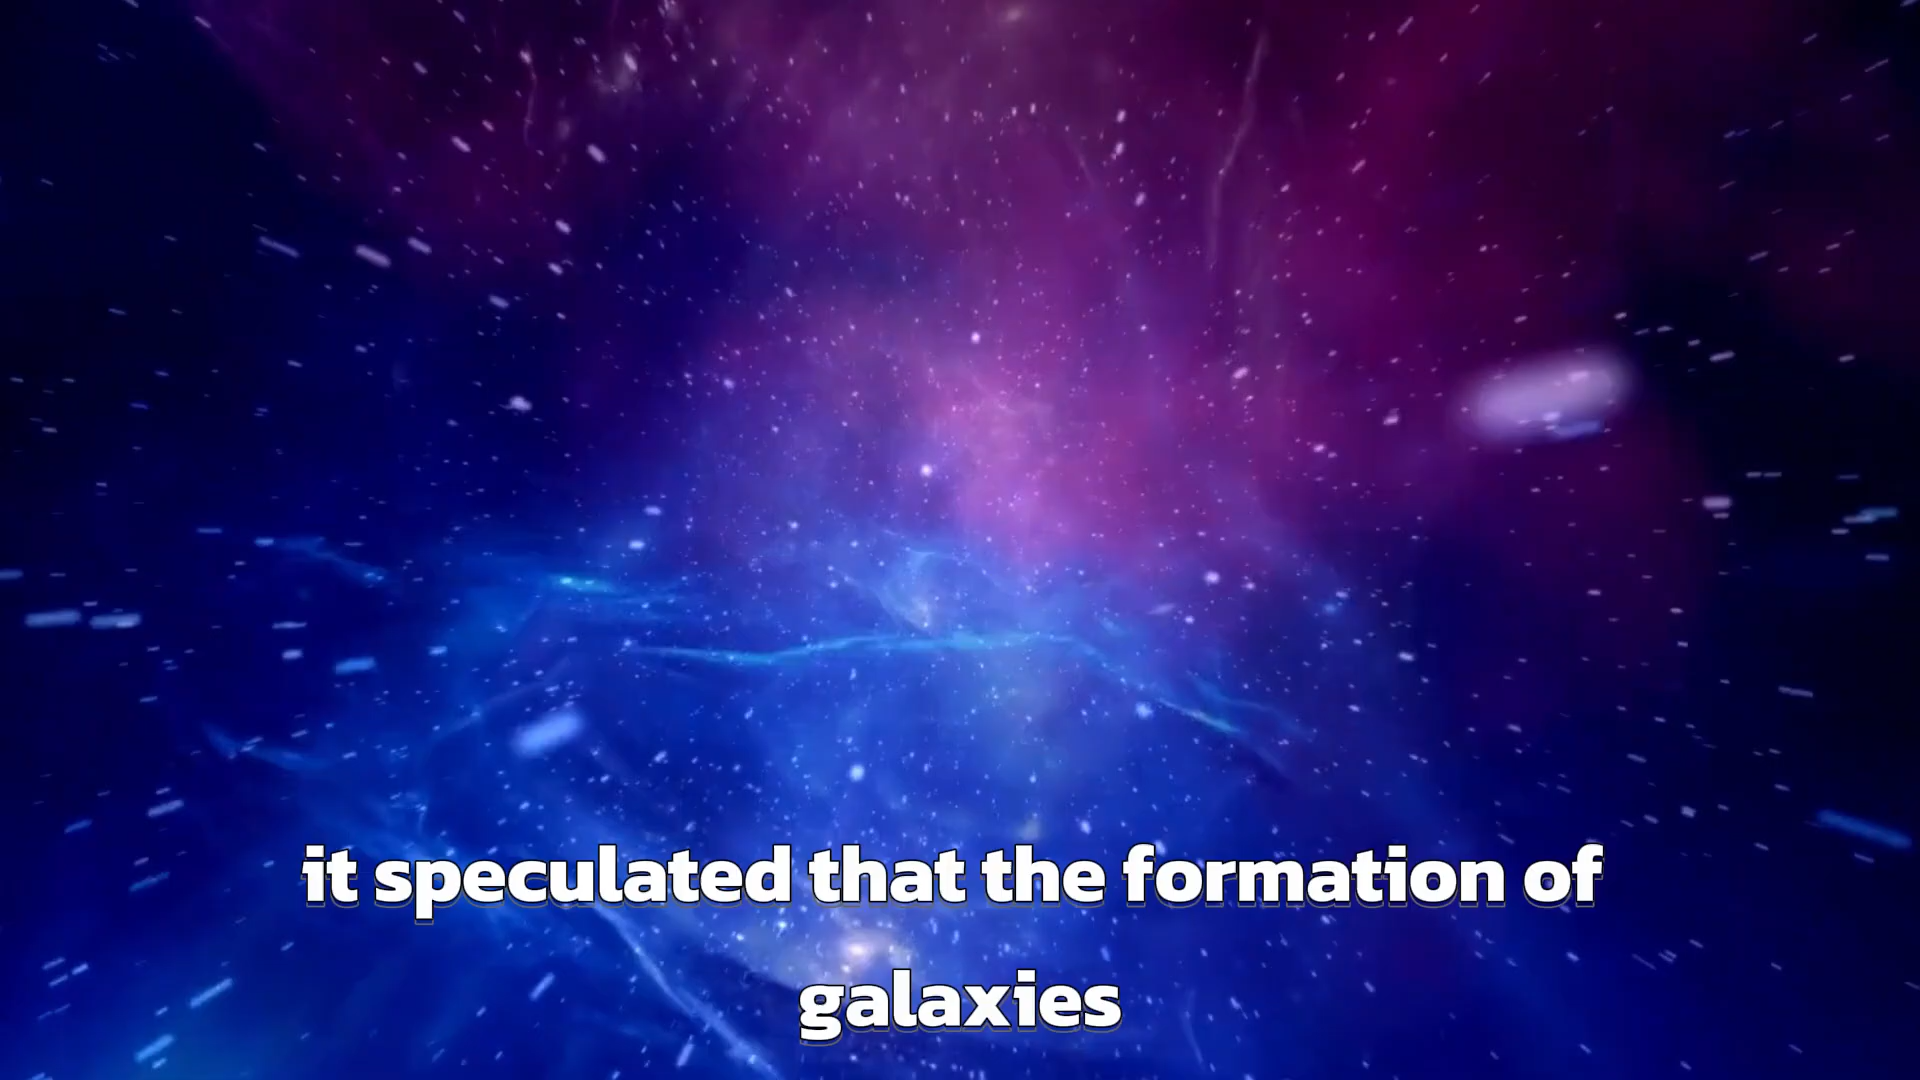 it speculated that the formation of
galaxies